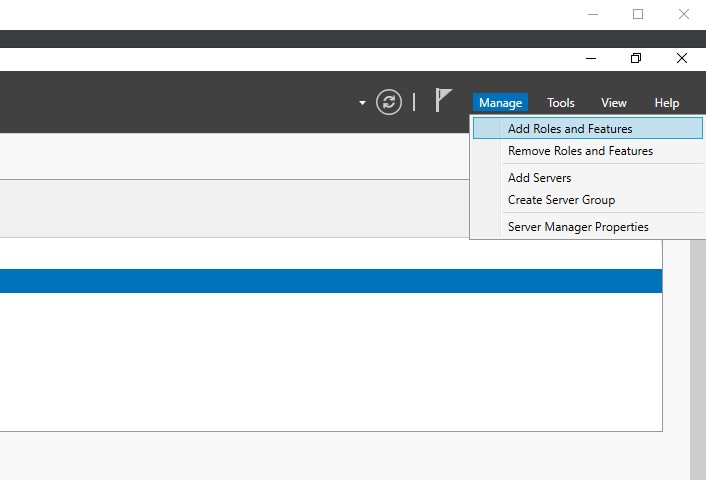 Manage Tools View Help
Add Roles and Features
Remove Roles and Features
Add Servers
Create Server Group
Server Manager Properties